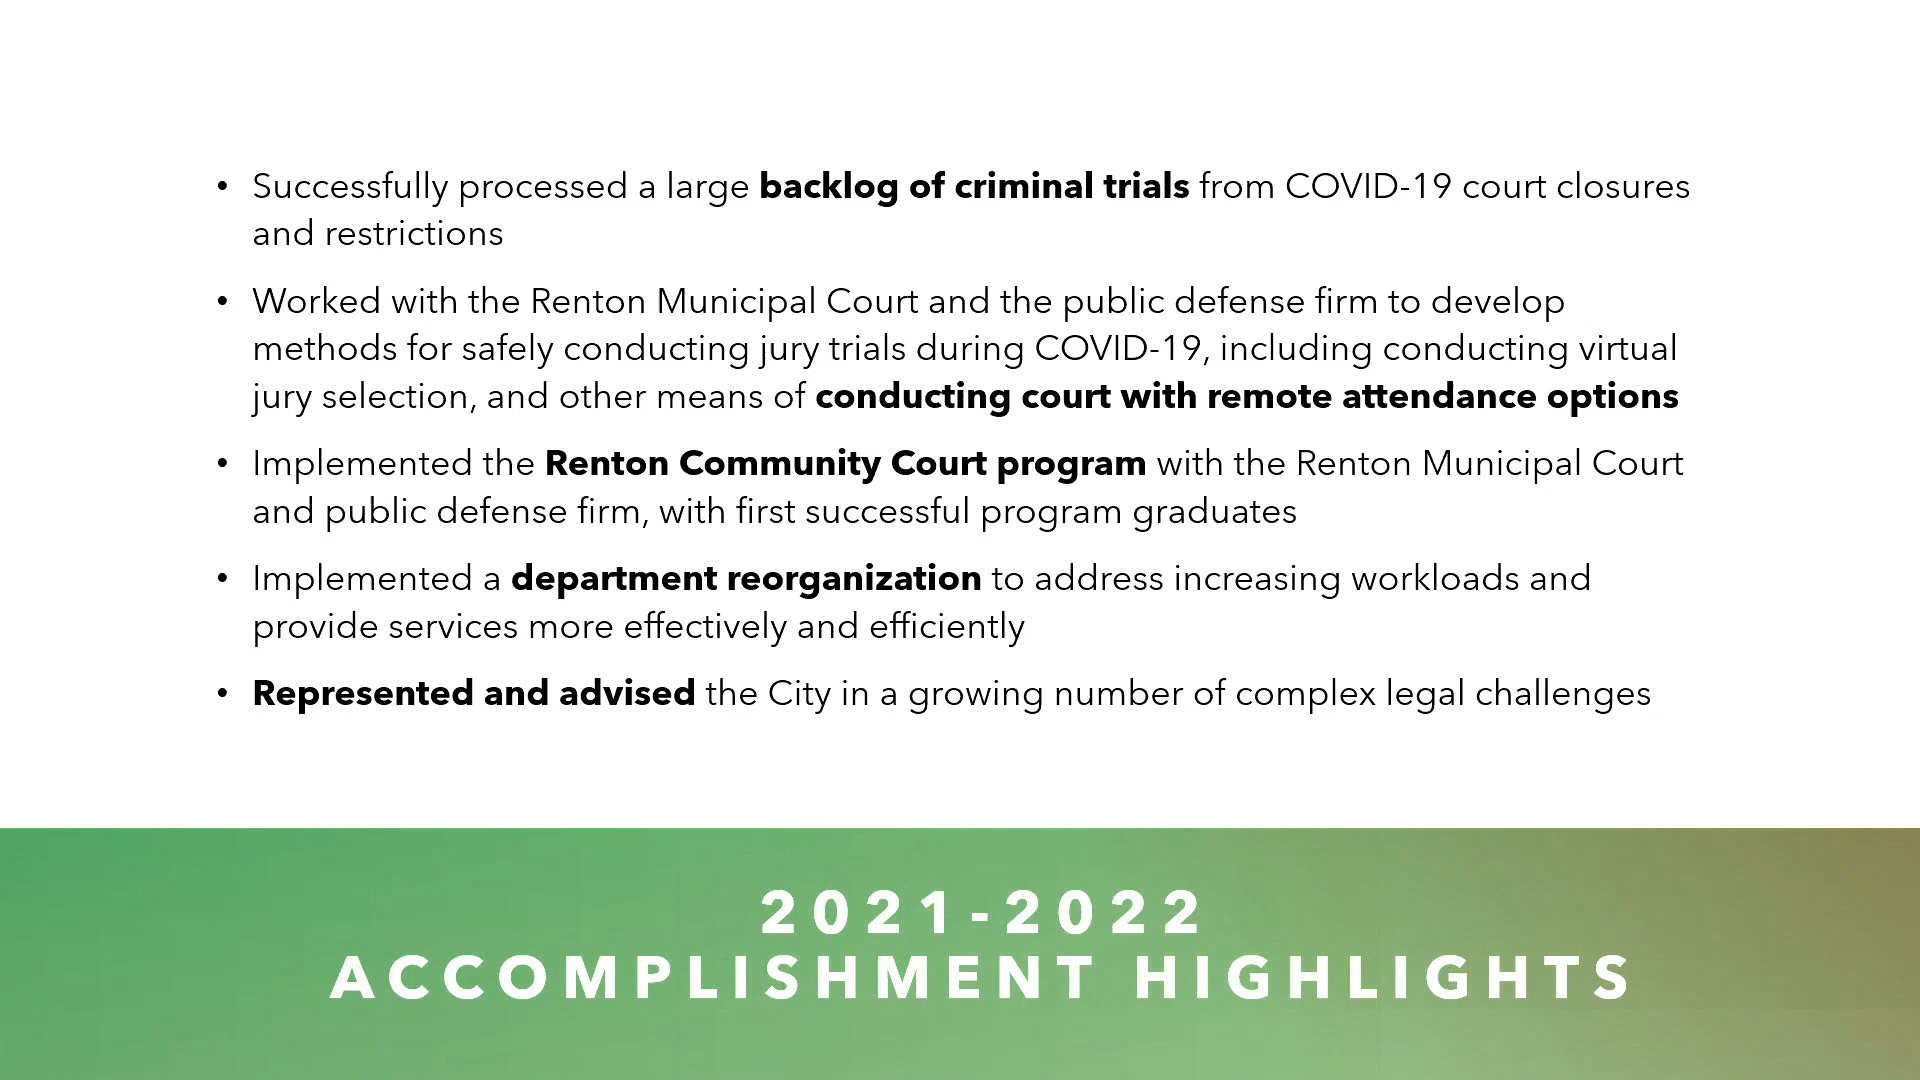 • Successfully processed a large backlog of criminal trials from COVID-19 court closures
and restrictions
• Worked with the Renton Municipal Court and the public defense firm to develop
methods for safely conducting jury trials during COVID-19, including conducting virtual
jury selection, and other means of conducting court with remote attendance options
• Implemented the Renton Community Court program with the Renton Municipal Court
and public defense firm, with first successful program graduates
• Implemented a department reorganization to address increasing workloads and
provide services more effectively and efficiently
• Represented and advised the City in a growing number of complex legal challenges
2021-2022
ACCOMPLISHMENT HIGHLIGHTS